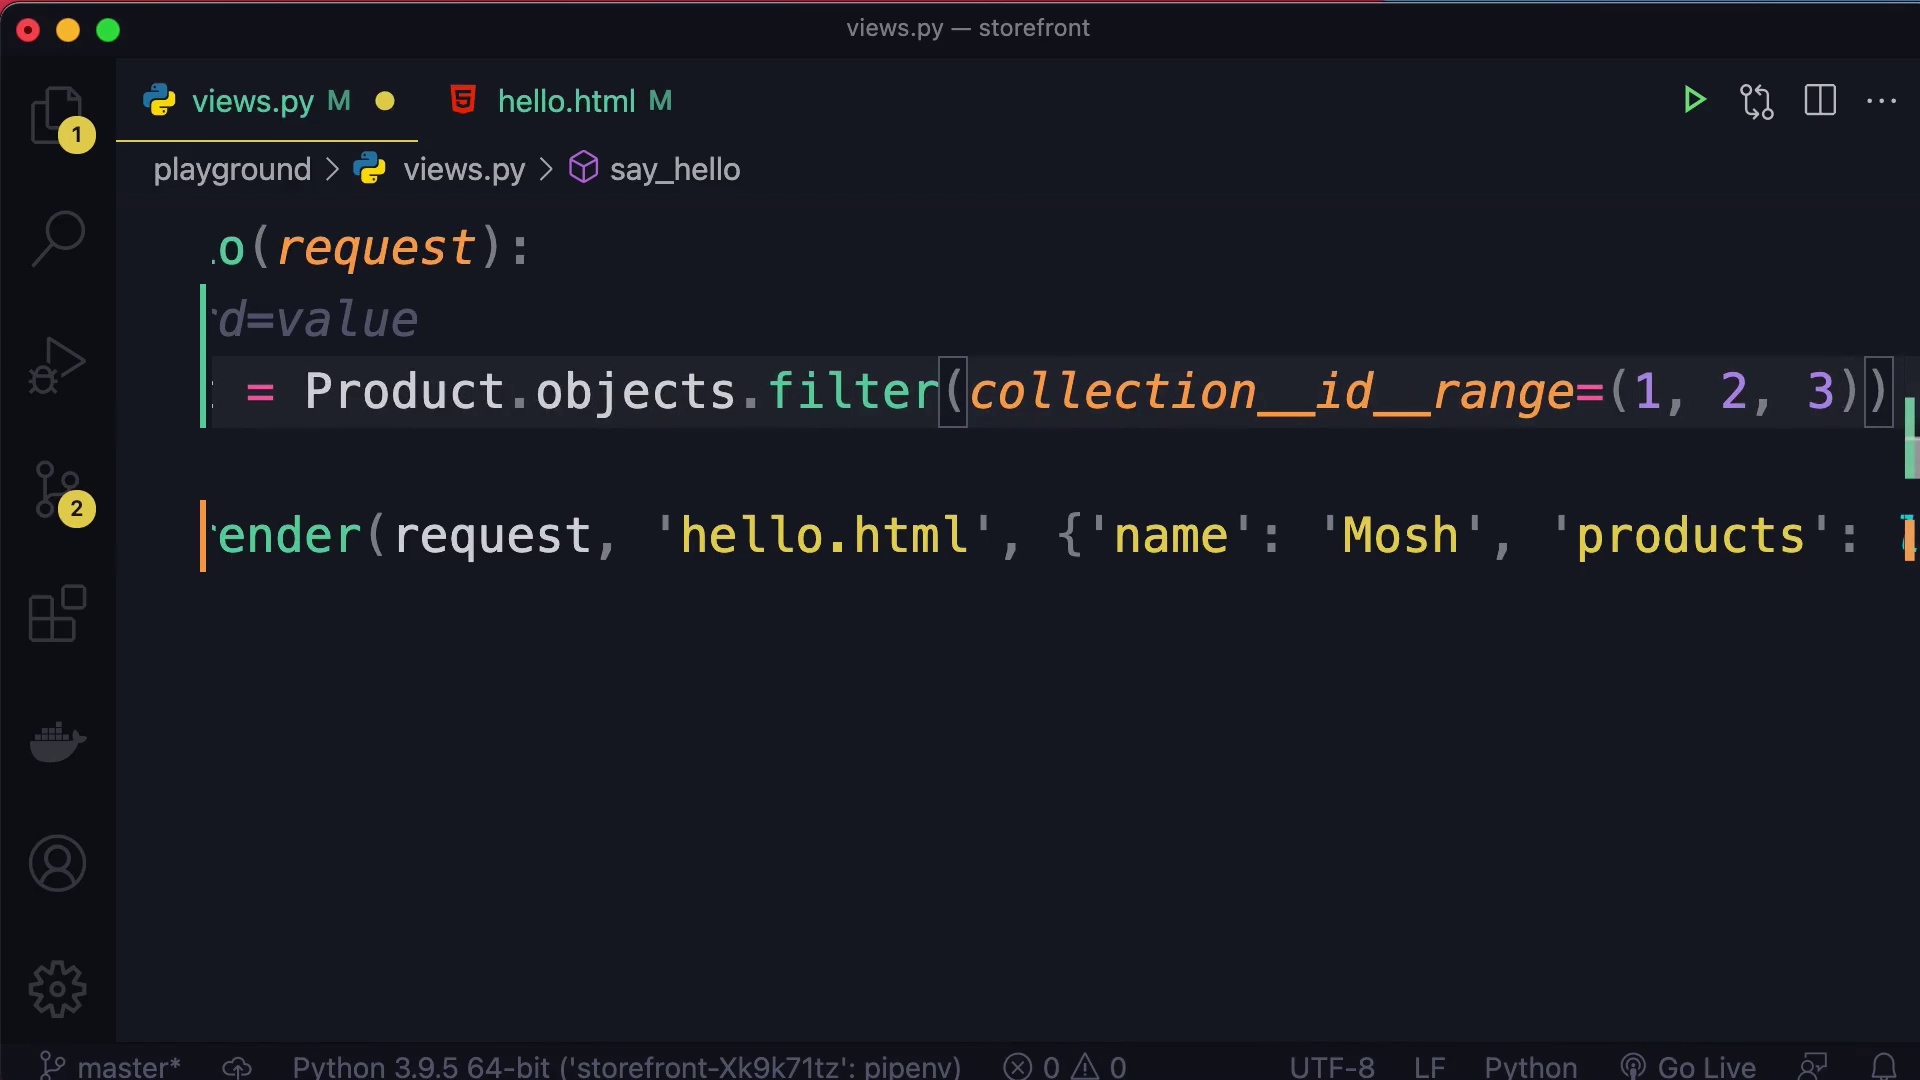 views.py — storefront
views.py M hello.html M
1
playground > views.py > say_hello
o(request):
d=value
= Product.objects.filter(collection__id__range=(1, 2, 3))
2
ender(request, 'hello.html', {'name': 'Mosh', 'products':
master* Python 3.9.5 64-bit ('storefront-Xk9k71tz': pipenv) 0 0 UTF-8 LF Python Go Live